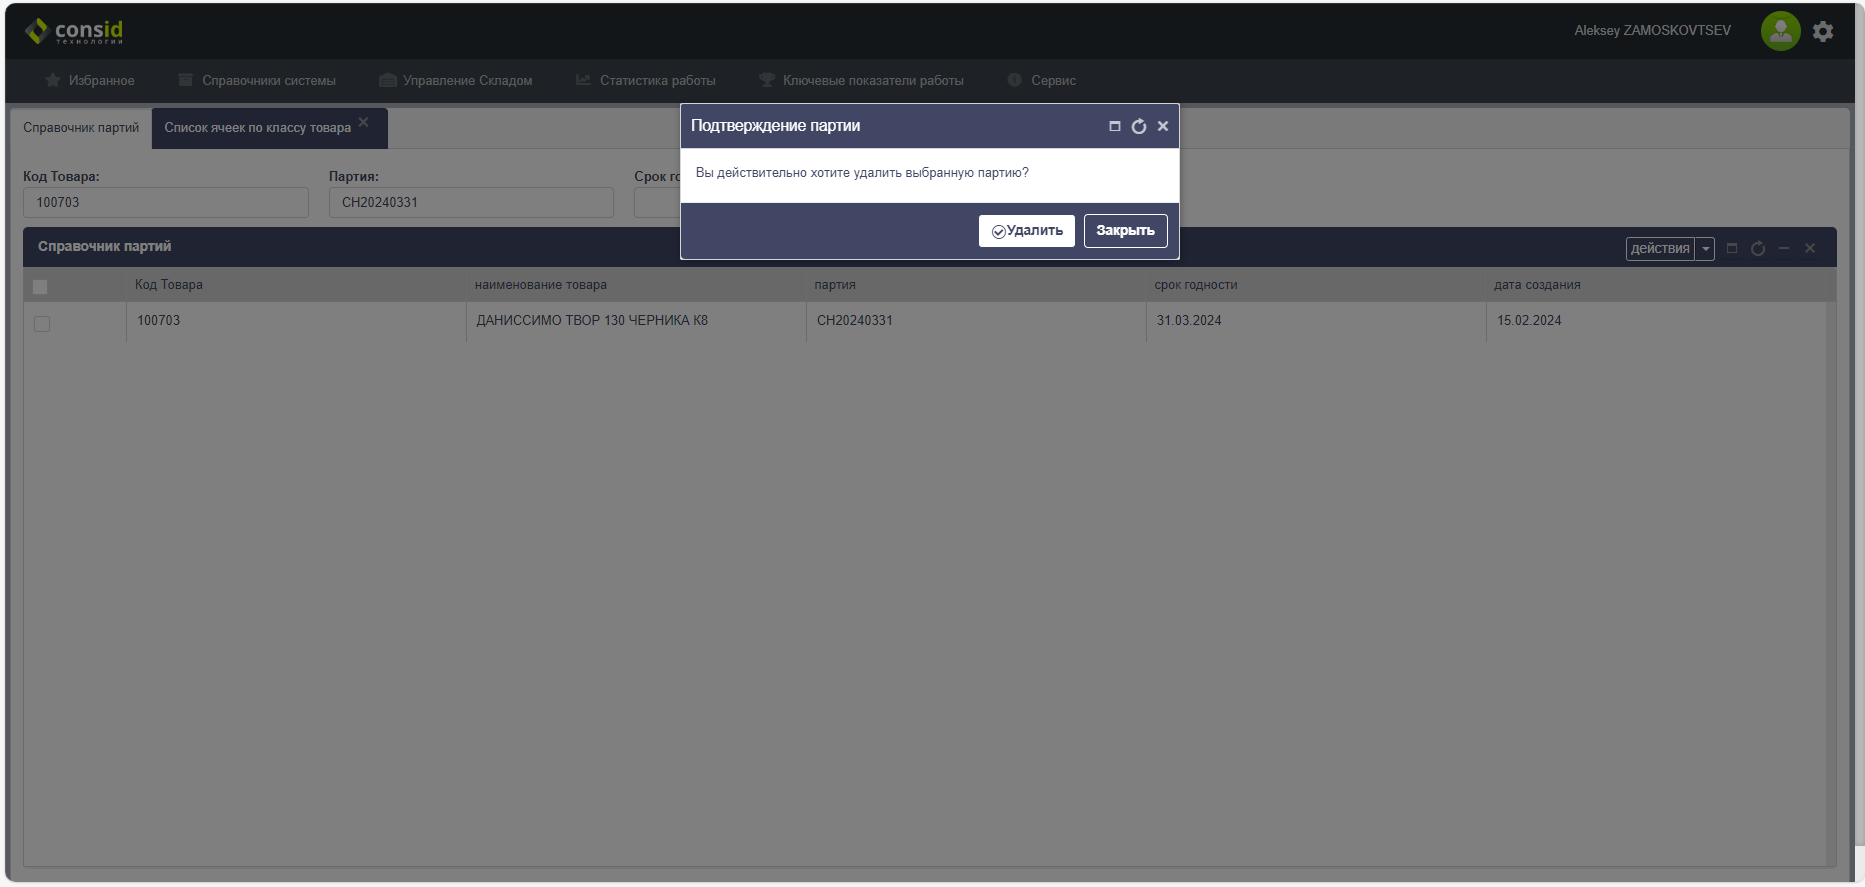 consid
технологии
Aleksey ZAMOSKOVTSEV
Избранное
Справочники системы
Управление Складом
Статистика работы
Ключевые показатели работы
Сервис
Справочник партий
Список ячеек по классу товара
Подтверждение партии
Вы действительно хотите удалить выбранную партию?
Удалить
Закрыть
Код Товара:
Партия:
Срок го
100703
CH20240331
Справочник партий
действия
Код Товара
наименование товара
партия
срок годности
дата создания
100703
ДАНИССИМО ТВОР 130 ЧЕРНИКА К8
CH20240331
31.03.2024
15.02.2024